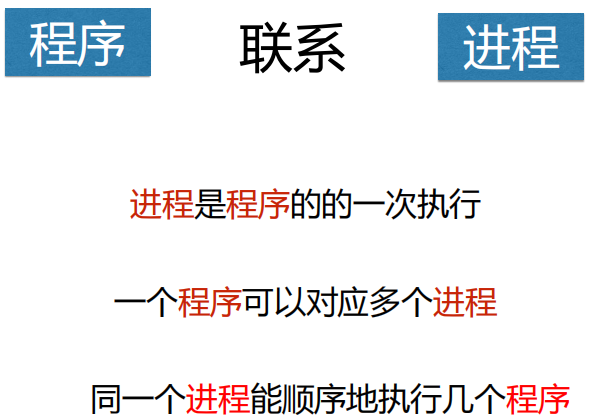 程序 联系 进程
进程是程序的的一次执行
一个程序可以对应多个进程
同一个进程能顺序地执行几个程序